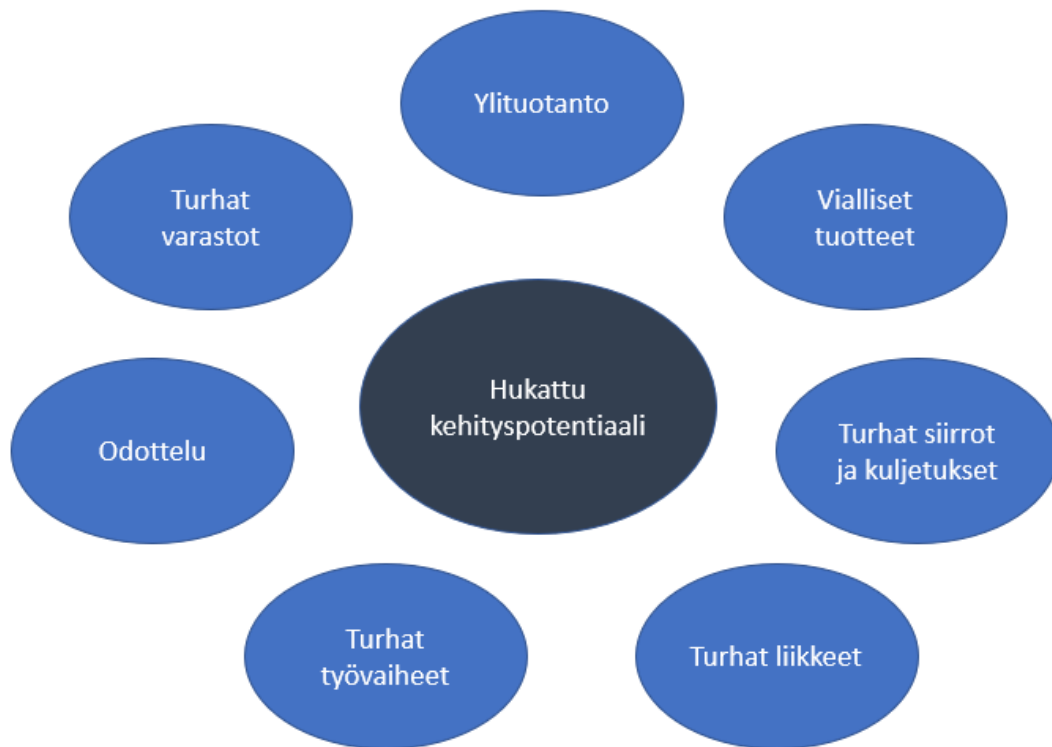 Ylituotanto
Turhat
varastot
Vialliset
tuotteet
Hukattu
kehityspotentiaali
Odottelu
Turhat siirrot
ja kuljetukset
Turhat
työvaiheet
Turhat liikkeet